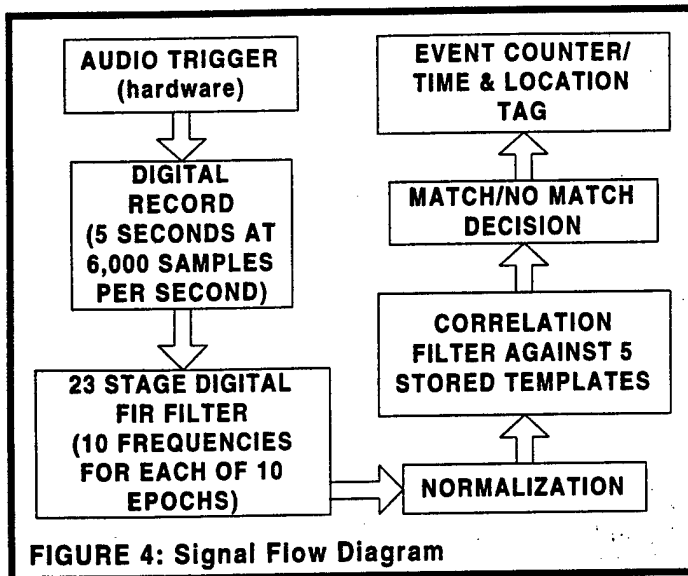 AUDIO TRIGGER
(hardware)
DIGITAL
RECORD
(5 SECONDS AT
6,000 SAMPLES
PER SECOND)
23 STAGE DIGITAL
FIR FILTER
(10 FREQUENCIES
FOR EACH OF 10
EPOCHS)
NORMALIZATION
CORRELATION
FILTER AGAINST 5
STORED TEMPLATES
MATCH/NO MATCH
DECISION
EVENT COUNTER/
TIME & LOCATION
TAG
FIGURE 4: Signal Flow Diagram